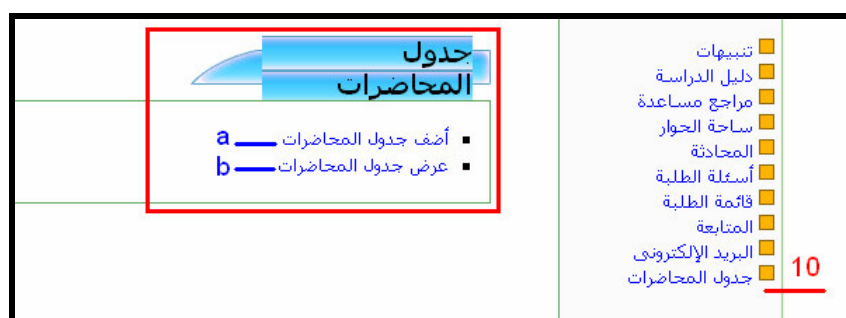 تنبيهات
دليل الدراسة
مراجع مساعدة
ساحة الحوار
المحادثة
أسئلة الطلبة
قائمة الطلبة
المتابعة
البريد الإلكترونى
جدول المحاضرات
10
جدول
المحاضرات
أضف جدول المحاضرات a
عرض جدول المحاضرات b